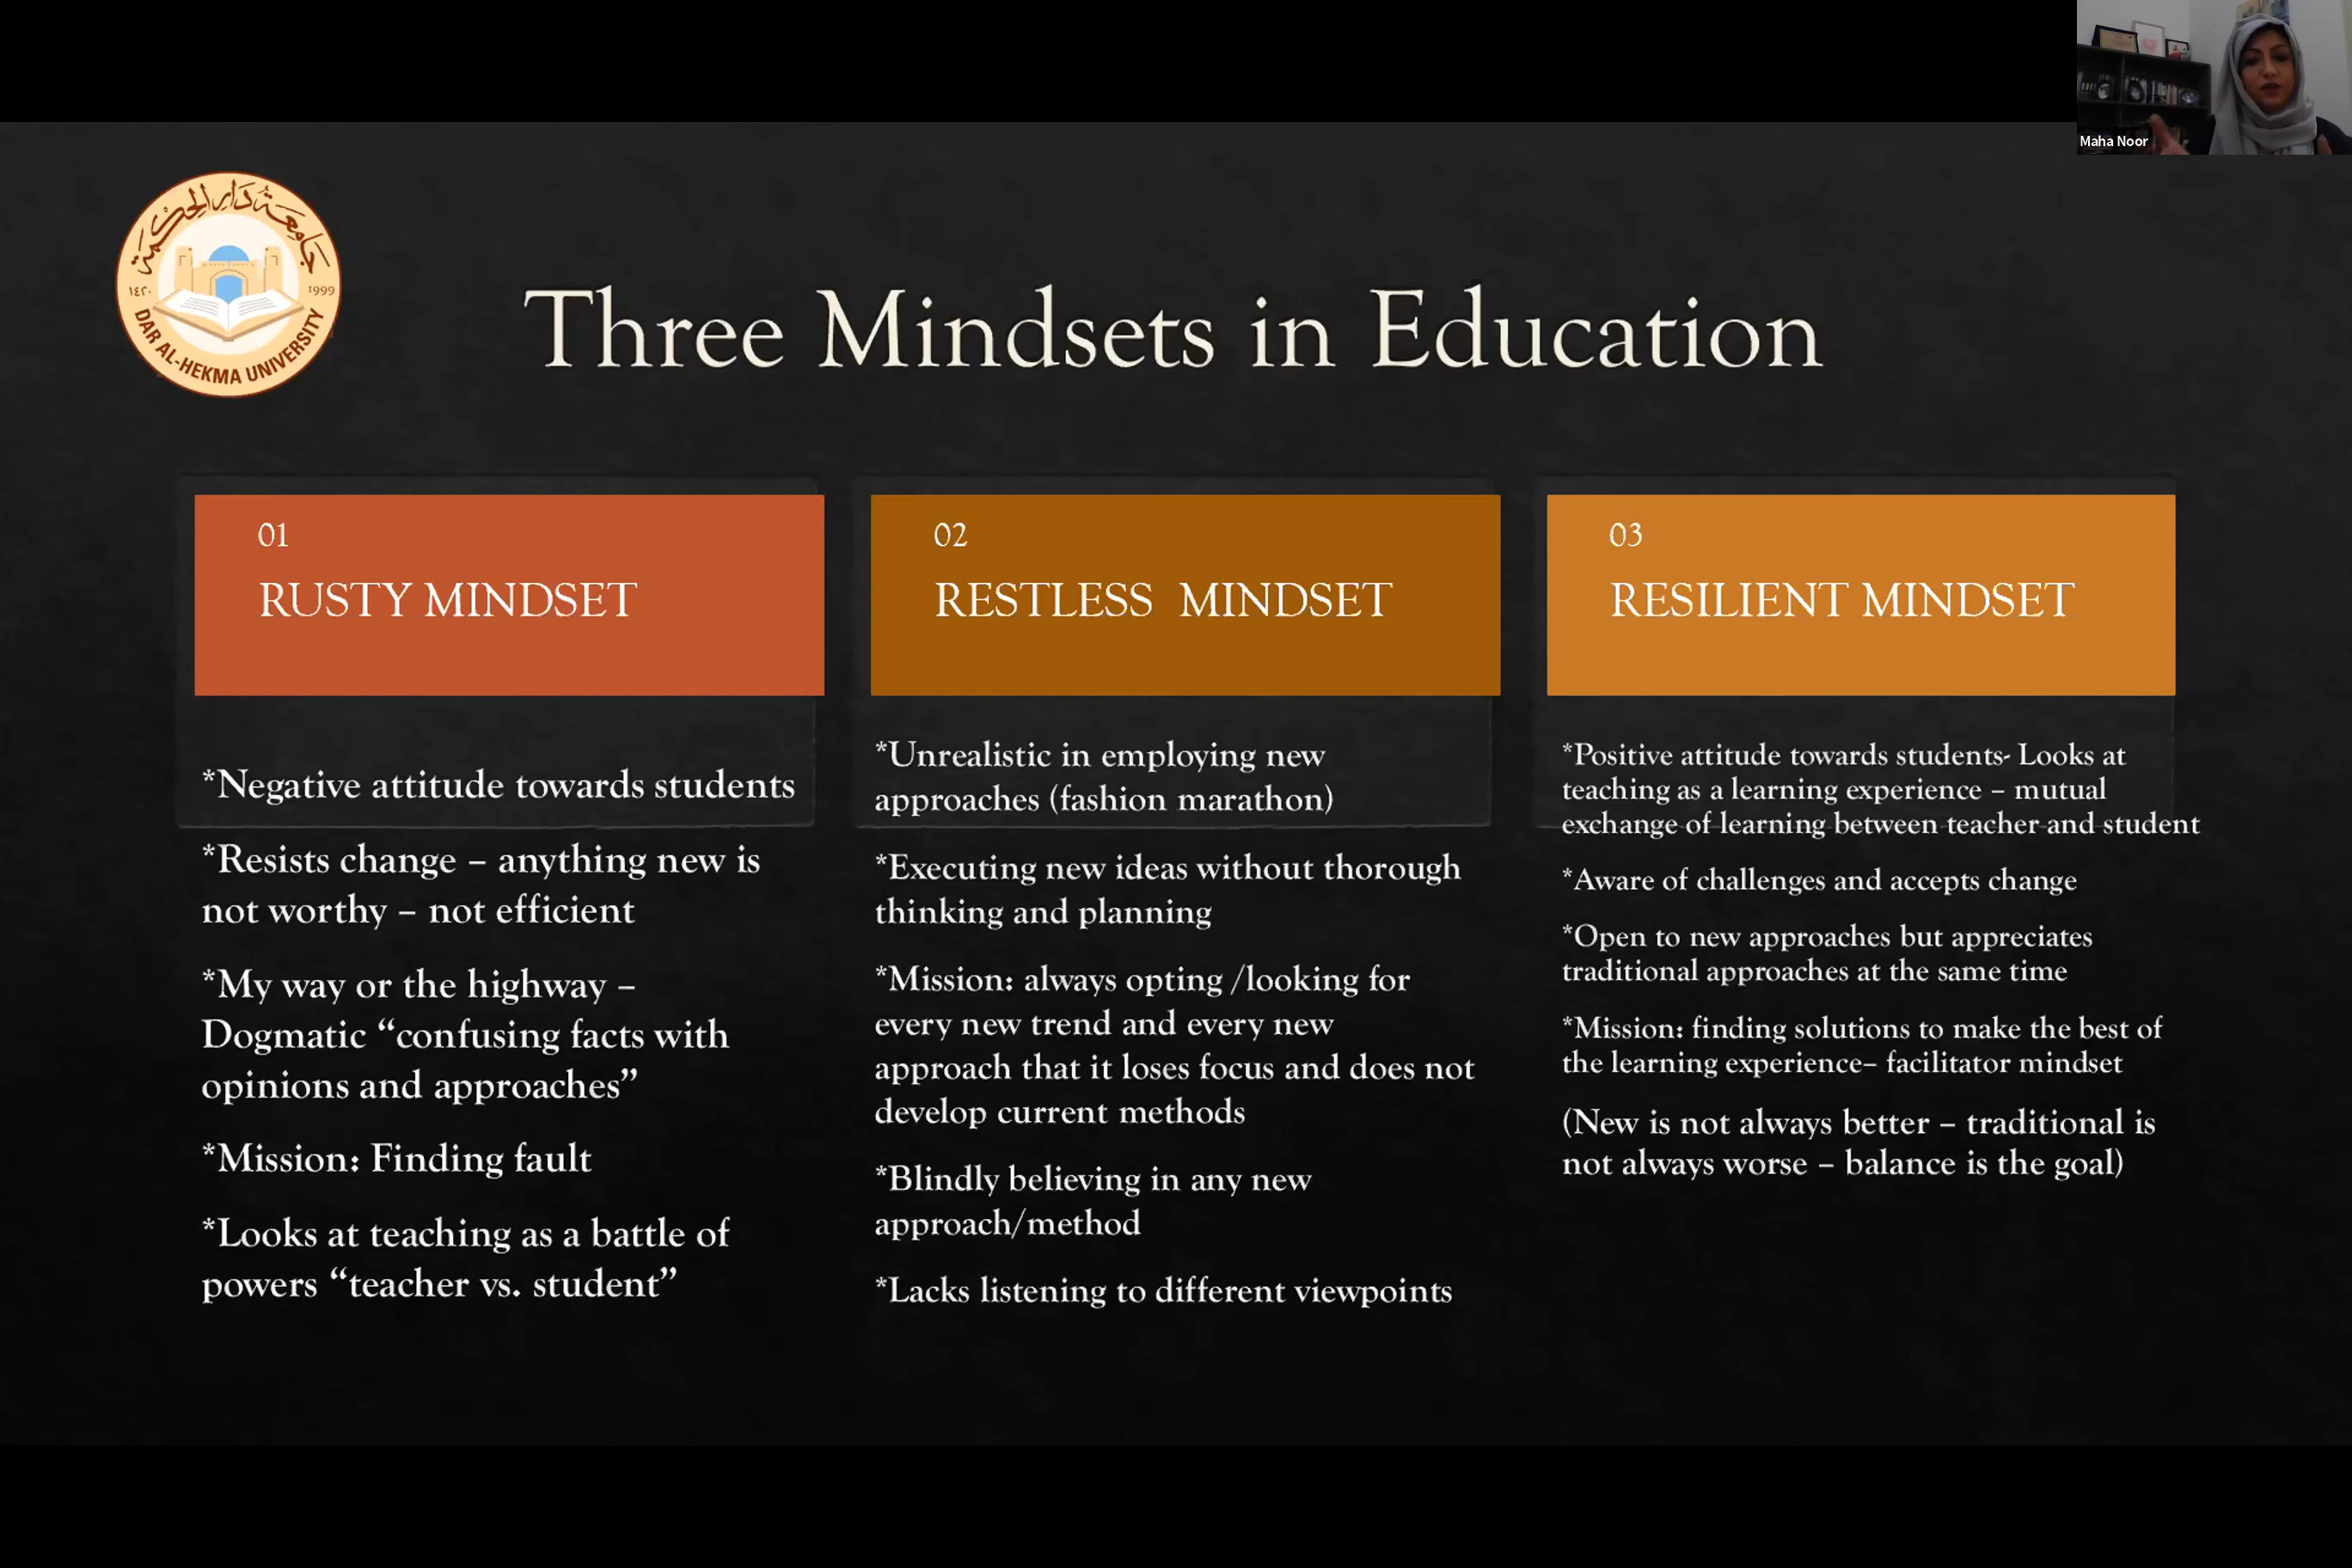 Maha Noor
جامعة دار الحكمة
١٤٢٠
1999
DAR AL-HEKMA UNIVERSITY
Three Mindsets in Education
01
RUSTY MINDSET
*Negative attitude towards students
*Resists change – anything new is
not worthy – not efficient
*My way or the highway –
Dogmatic “confusing facts with
opinions and approaches”
*Mission: Finding fault
*Looks at teaching as a battle of
powers “teacher vs. student”
02
RESTLESS  MINDSET
*Unrealistic in employing new
approaches (fashion marathon)
*Executing new ideas without thorough
thinking and planning
*Mission: always opting /looking for
every new trend and every new
approach that it loses focus and does not
develop current methods
*Blindly believing in any new
approach/method
*Lacks listening to different viewpoints
03
RESILIENT MINDSET
*Positive attitude towards students- Looks at
teaching as a learning experience – mutual
exchange of learning between teacher and student
*Aware of challenges and accepts change
*Open to new approaches but appreciates
traditional approaches at the same time
*Mission: finding solutions to make the best of
the learning experience– facilitator mindset
(New is not always better – traditional is
not always worse – balance is the goal)